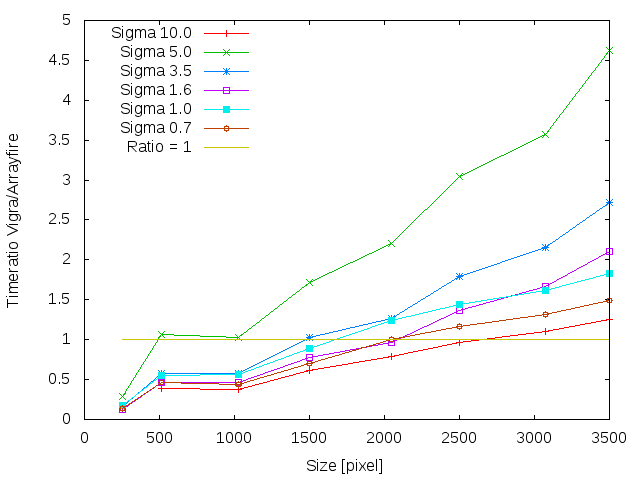 Sigma 10.0
Sigma 5.0
Sigma 3.5
Sigma 1.6
Sigma 1.0
Sigma 0.7
Ratio = 1
Timeratio Vigra/Arrayfire
5
4.5
4
3.5
3
2.5
2
1.5
1
0.5
0
0 500 1000 1500 2000 2500 3000 3500
Size [pixel]